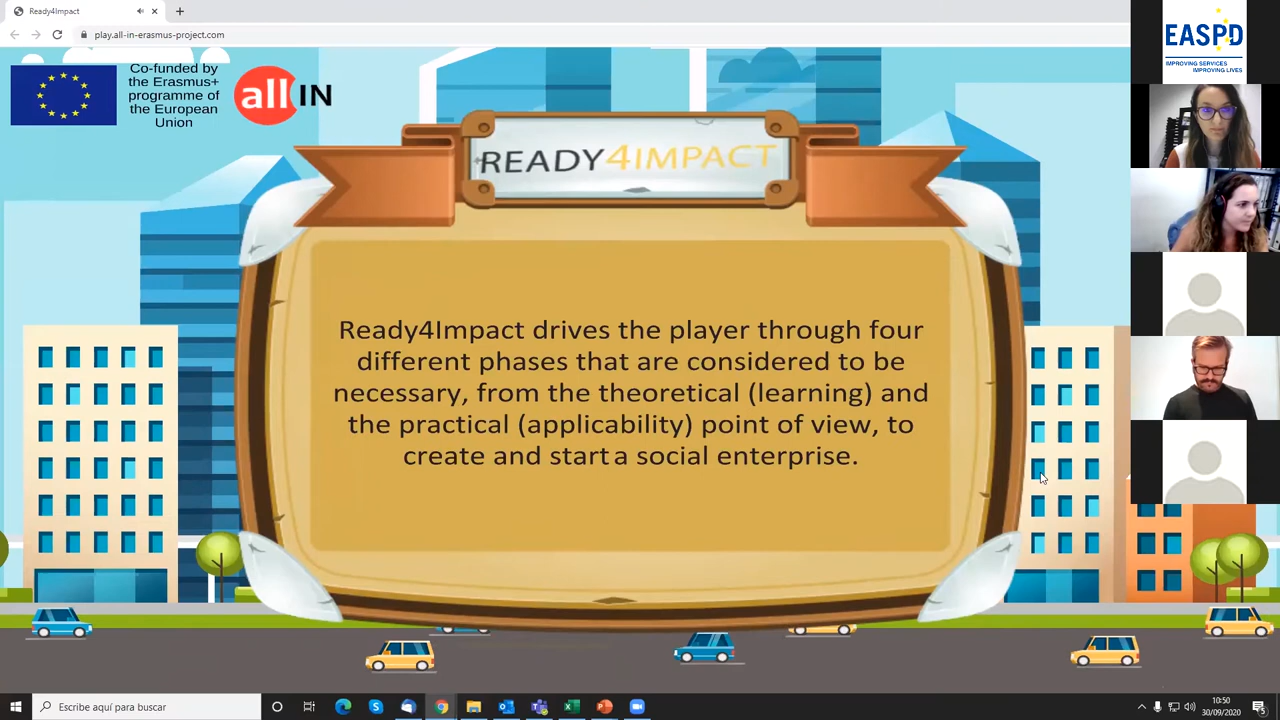 Ready4Impact
play.all-in-erasmus-project.com
EASPD
IMPROVING SERVICES
IMPROVING LIVES
Co-funded by
the Erasmus+
programme of
the European
Union
all IN
READY4IMPACT
Ready4Impact drives the player through four
different phases that are considered to be
necessary, from the theoretical (learning) and
the practical (applicability) point of view, to
create and start a social enterprise.
Escribe aquí para buscar
10:50
30/09/2020